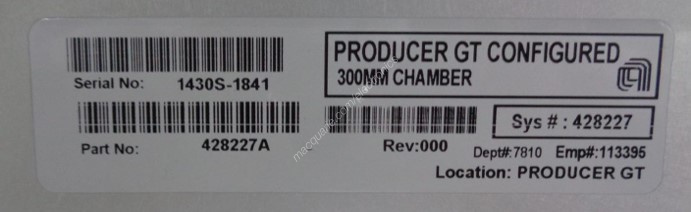 PRODUCER GT CONFIGURED
300MM CHAMBER
Serial No: 1430S-1841
Sys # : 428227
Part No: 428227A
Rev:000
Dept#:7810 Emp#:113395
Location: PRODUCER GT